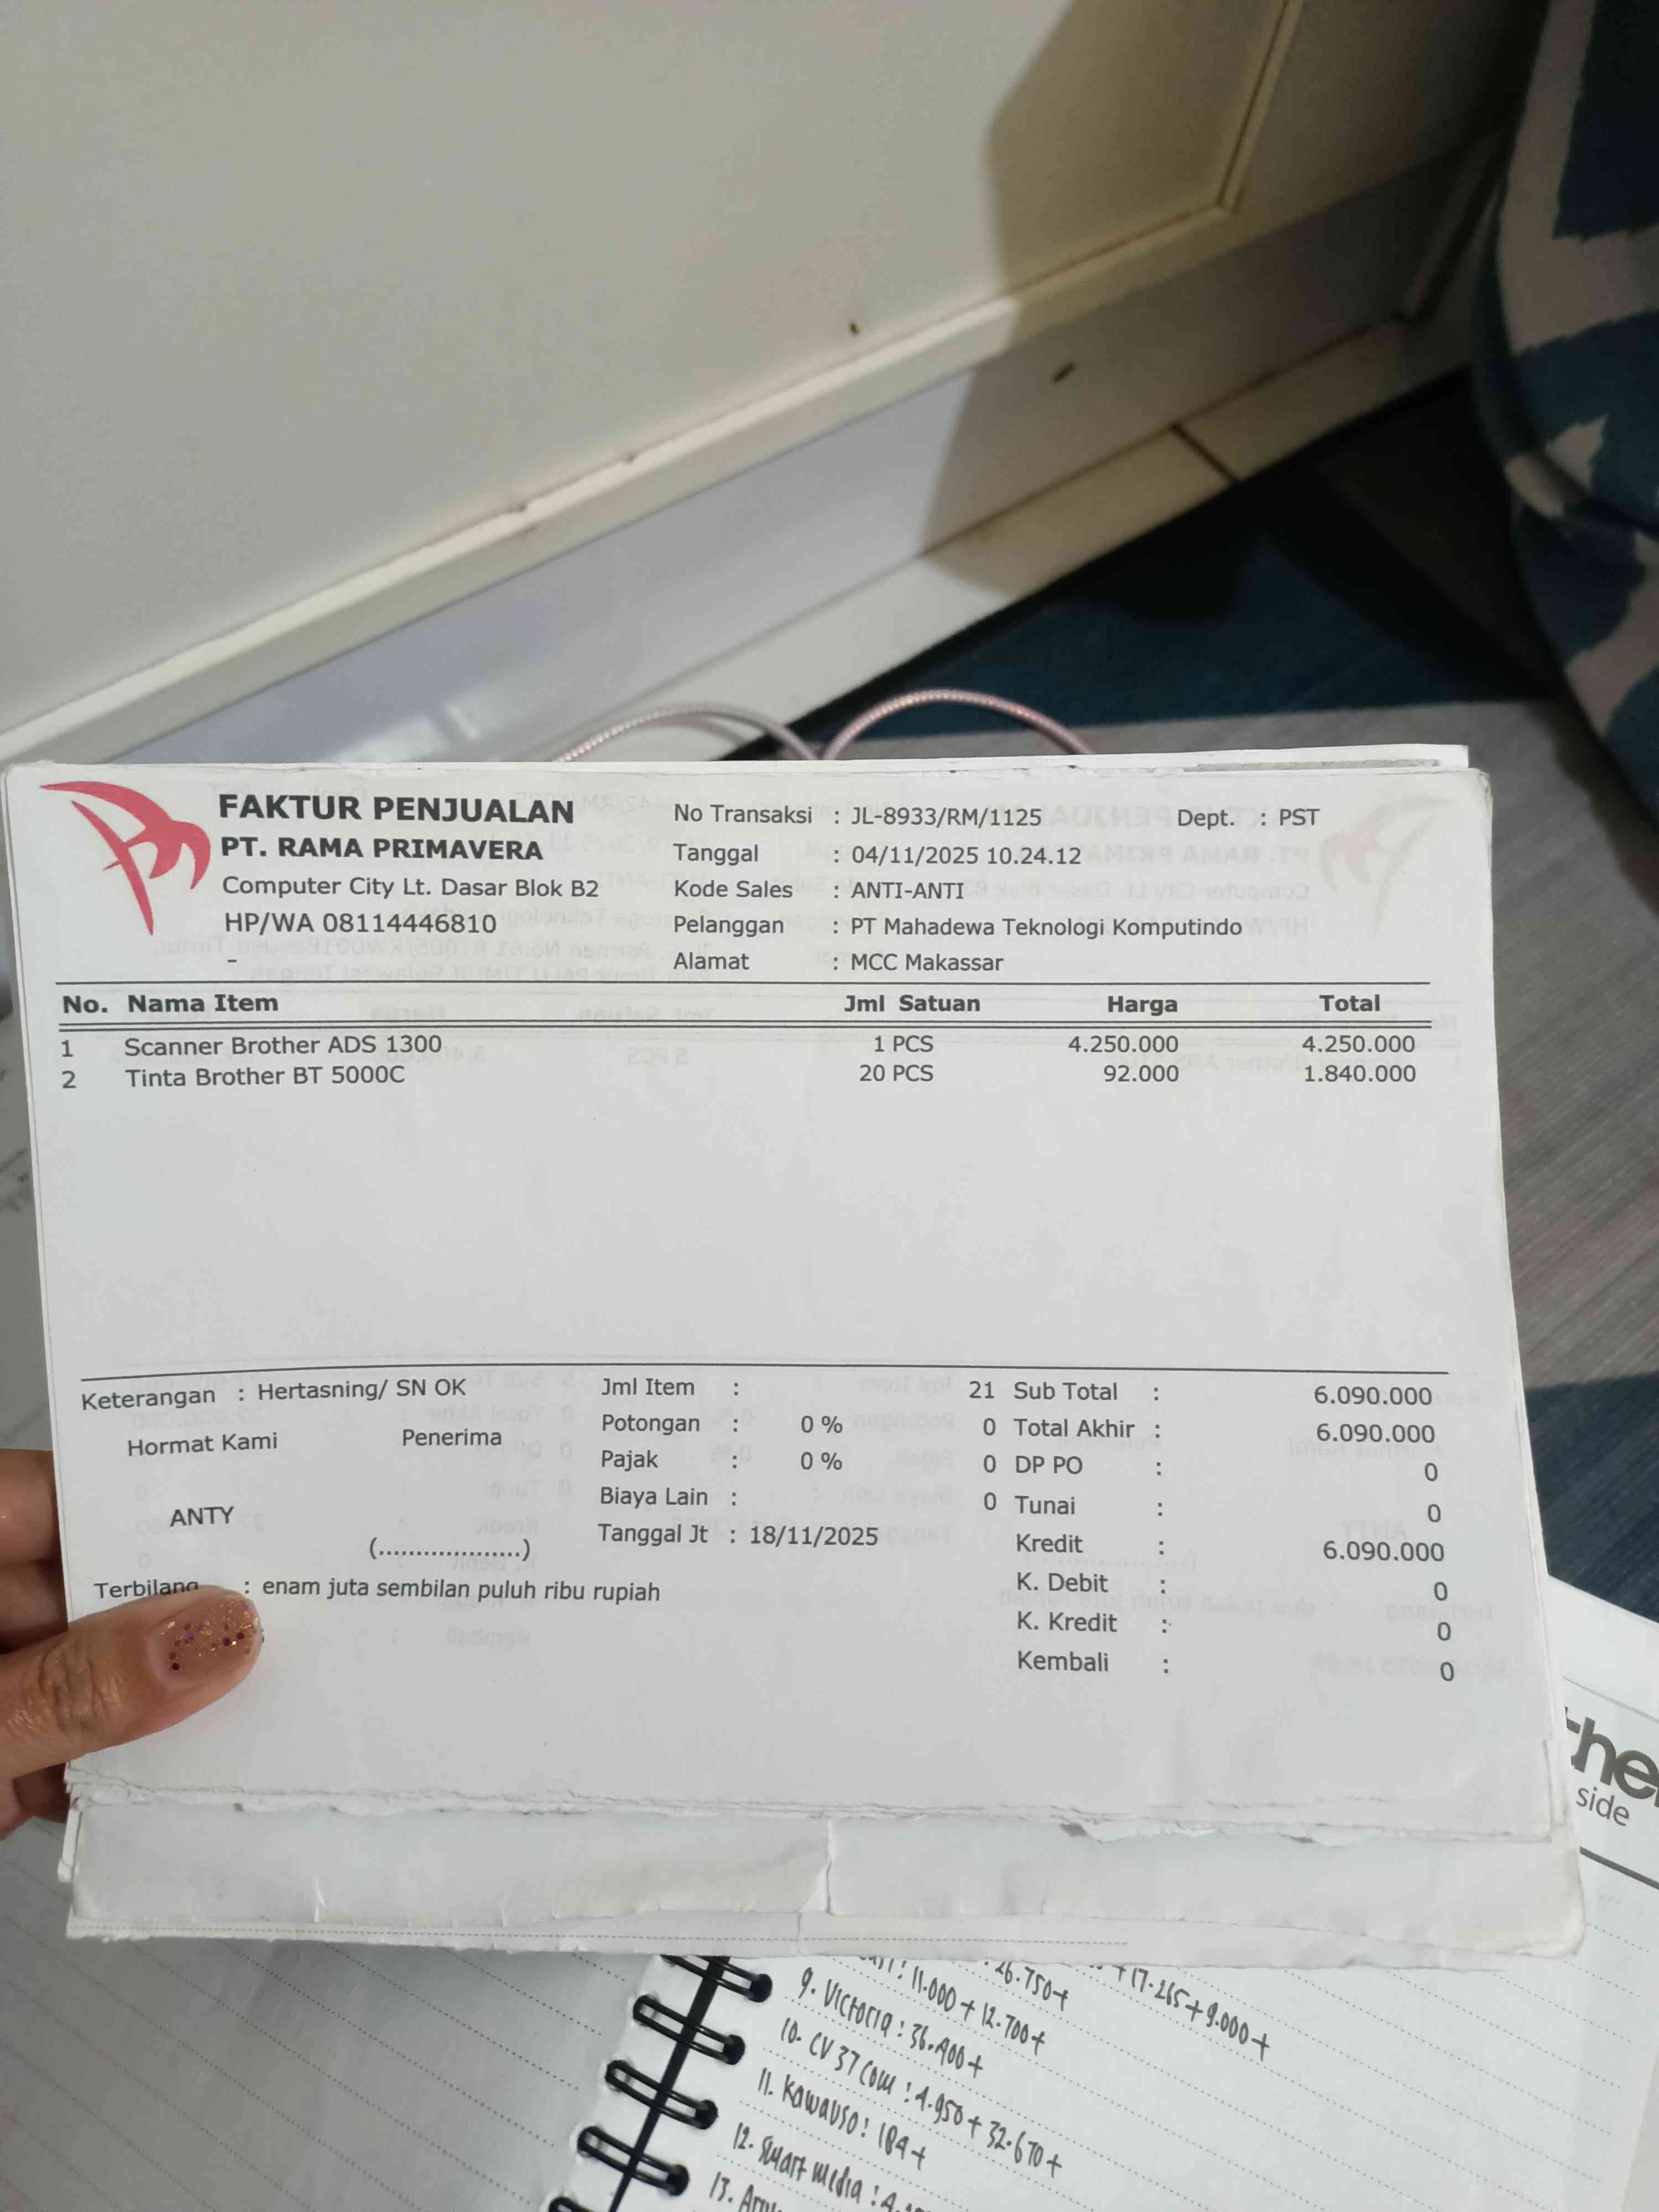 FAKTUR PENJUALAN
PT. RAMA PRIMAVERA
Computer City Lt. Dasar Blok B2
HP/WA 08114446810
-
No Transaksi : JL-8933/RM/1125 Dept. : PST
Tanggal : 04/11/2025 10.24.12
Kode Sales : ANTI-ANTI
Pelanggan : PT Mahadewa Teknologi Komputindo
Alamat : MCC Makassar
No. Nama Item Jml Satuan Harga Total
1 Scanner Brother ADS 1300 1 PCS 4.250.000 4.250.000
2 Tinta Brother BT 5000C 20 PCS 92.000 1.840.000
Keterangan : Hertasning/ SN OK
Hormat Kami Penerima
ANTY
(...................)
Terbilang : enam juta sembilan puluh ribu rupiah
Jml Item : 21
Potongan : 0 % 0
Pajak : 0 % 0
Biaya Lain : 0
Tanggal Jt : 18/11/2025
Sub Total : 6.090.000
Total Akhir : 6.090.000
DP PO : 0
Tunai : 0
Kredit : 6.090.000
K. Debit : 0
K. Kredit : 0
Kembali : 0
side
+17.265+9.000+
: 26.750+
: 11.000 + 12.700+
9. Victoria : 36.900+
10. CV 37 Com : 4.950 + 32.670+
11. Kawauso : 184+
12. Smart media :
13.